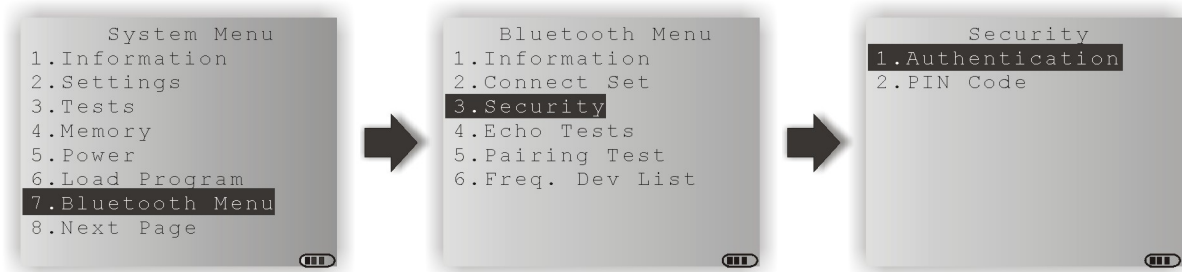 System Menu
1.Information
2.Settings
3.Tests
4.Memory
5.Power
6.Load Program
7.Bluetooth Menu
8.Next Page
Bluetooth Menu
1.Information
2.Connect Set
3.Security
4.Echo Tests
5.Pairing Test
6.Freq. Dev List
Security
1.Authentication
2.PIN Code